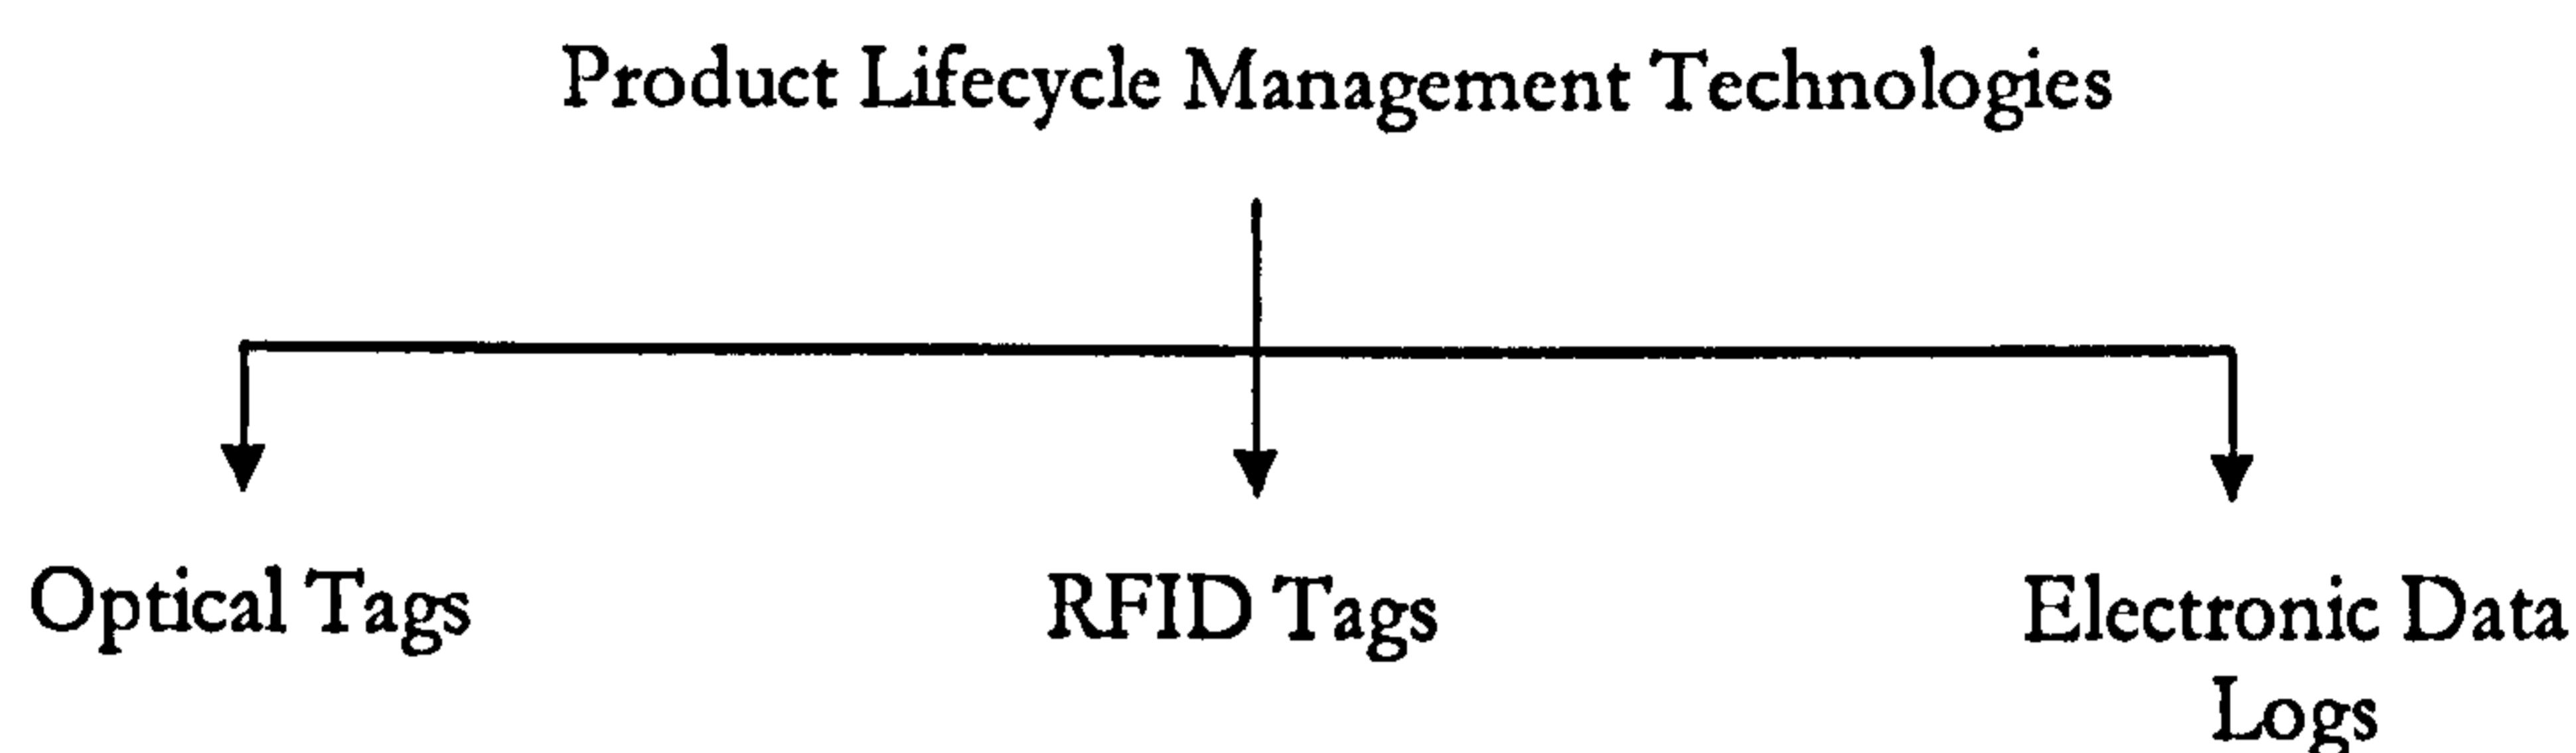 Product Lifecycle Management Technologies
Optical Tags
RFID Tags
Electronic Data
Logs